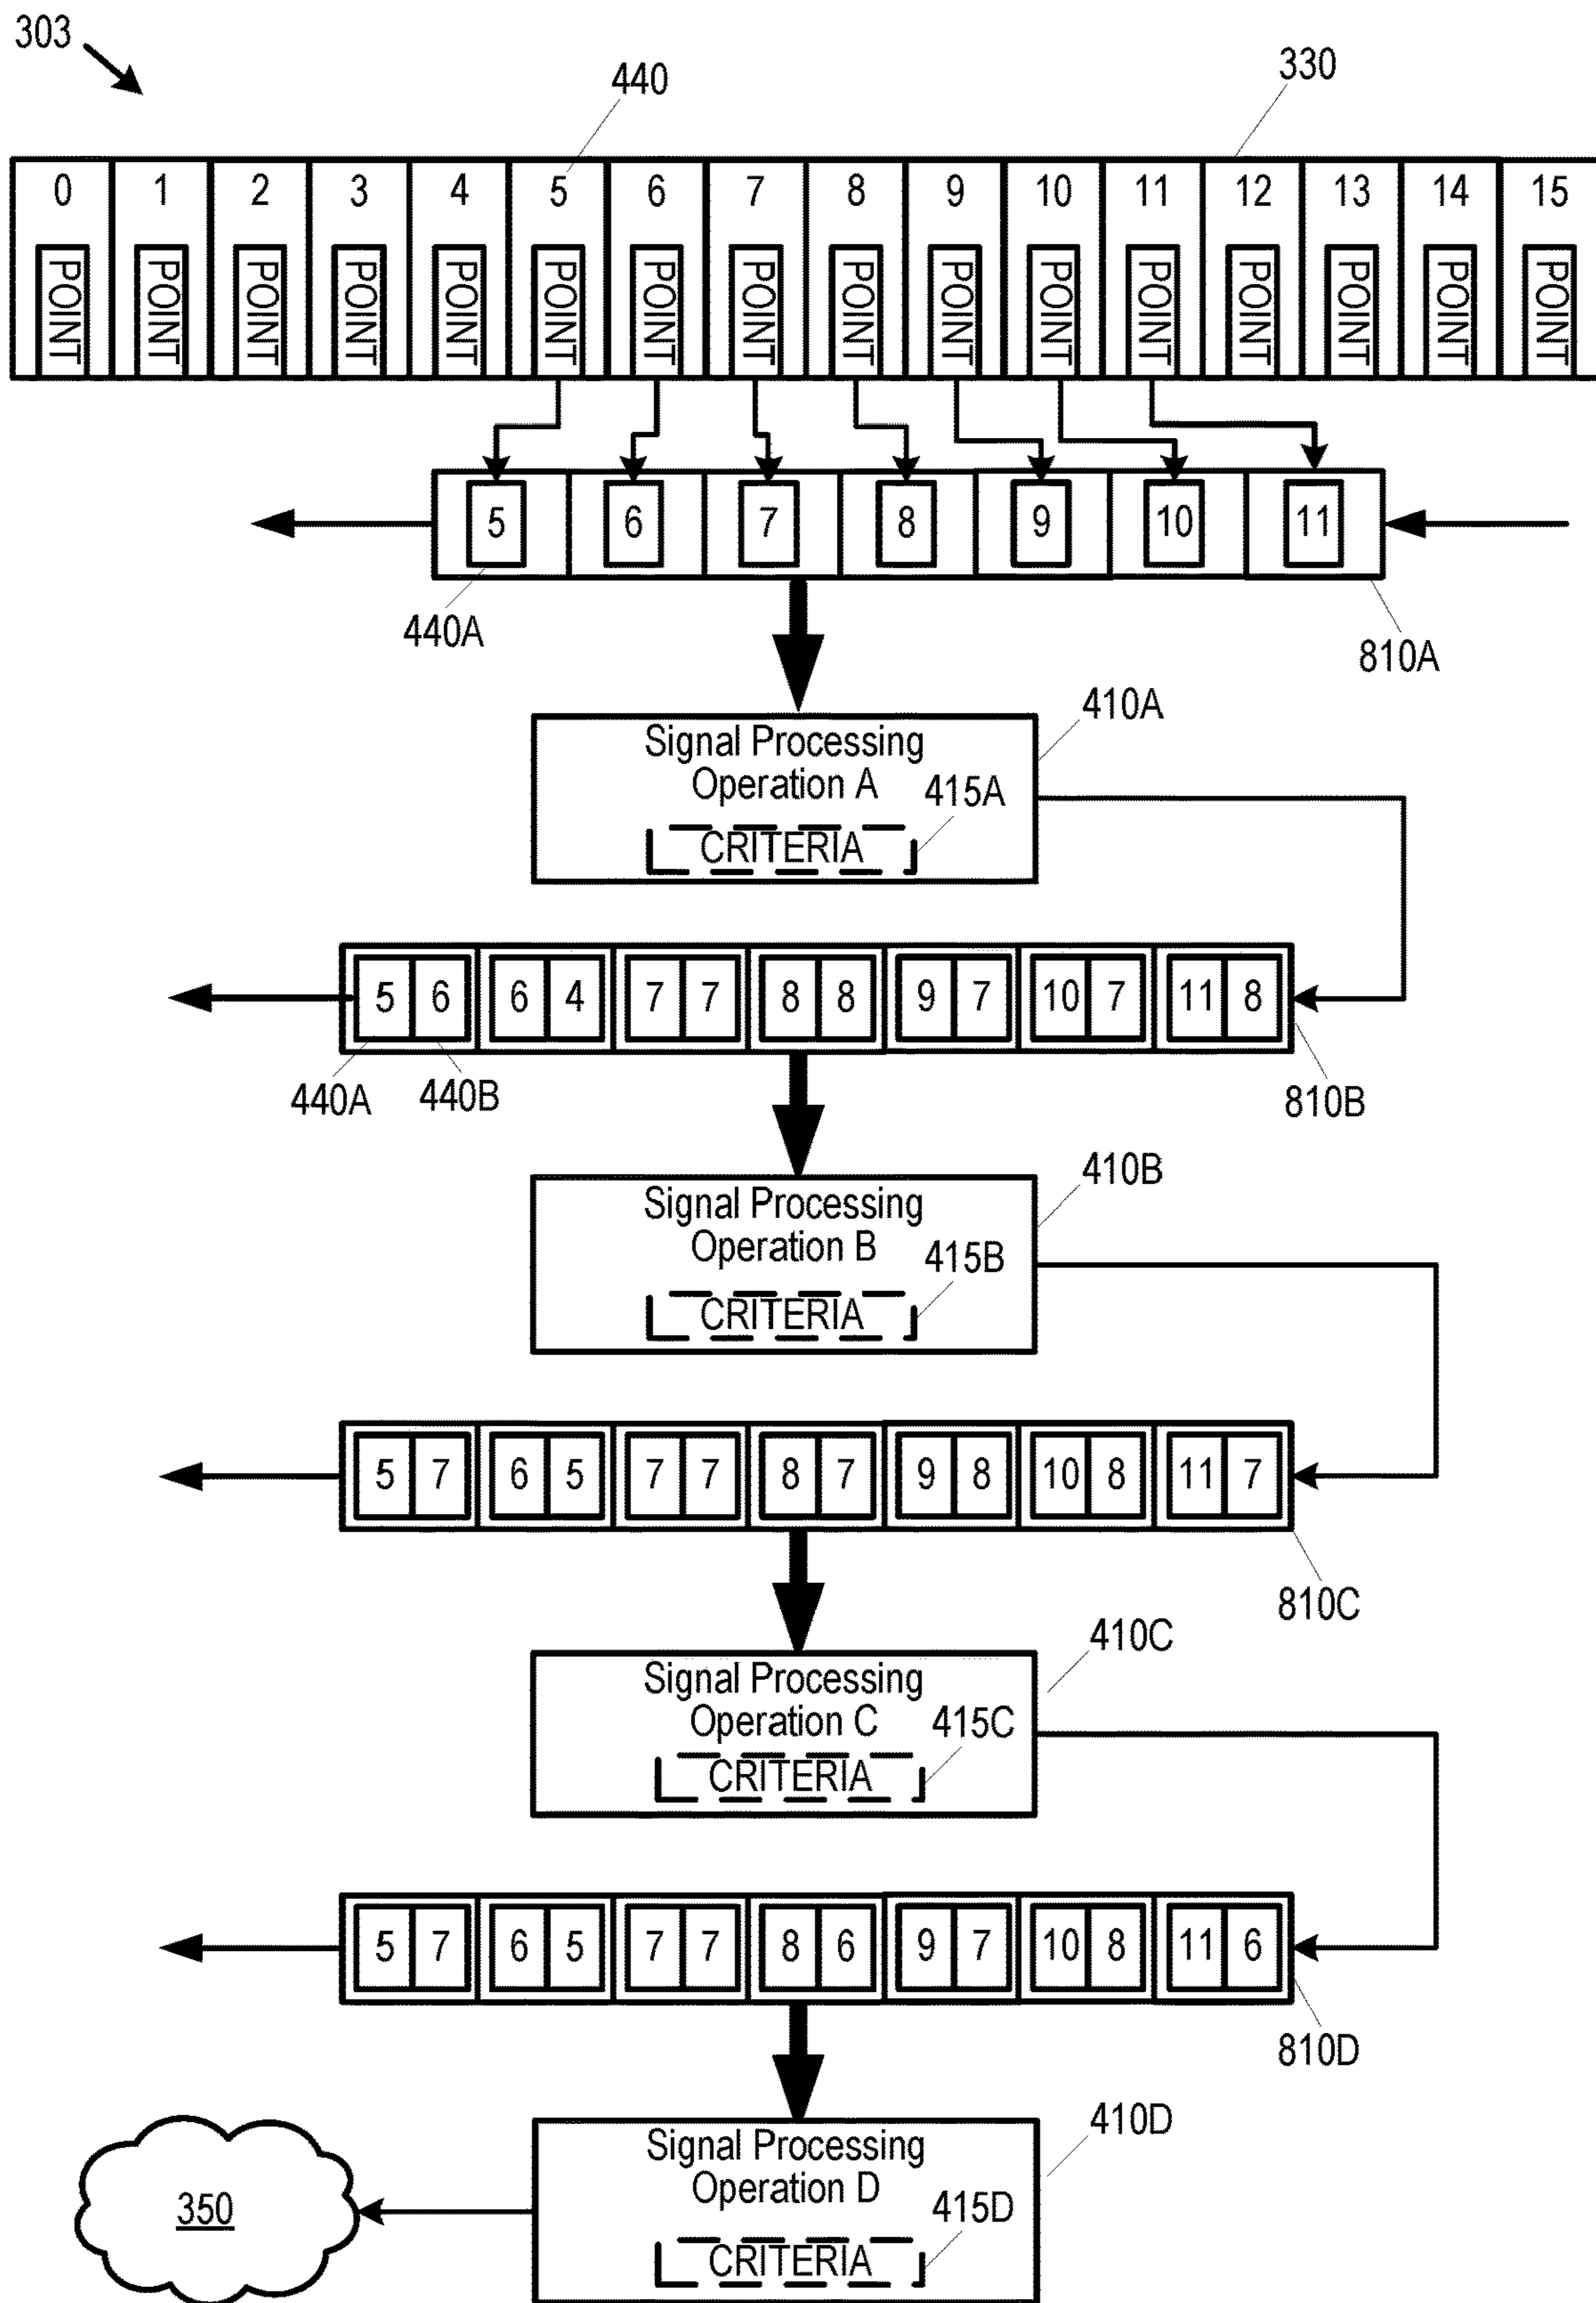 303
440
330
0 1 2 3 4 5 6 7 8 9 10 11 12 13 14 15
POINT POINT POINT POINT POINT POINT POINT POINT POINT POINT POINT POINT POINT POINT POINT POINT
5 6 7 8 9 10 11
440A
810A
410A
Signal Processing
Operation A
415A
CRITERIA
5 6 6 4 7 7 8 8 9 7 10 7 11 8
440A
440B
810B
410B
Signal Processing
Operation B
415B
CRITERIA
5 7 6 5 7 7 8 7 9 8 10 8 11 7
810C
410C
Signal Processing
Operation C
415C
CRITERIA
5 7 6 5 7 7 8 6 9 7 10 8 11 6
810D
410D
Signal Processing
Operation D
415D
CRITERIA
350